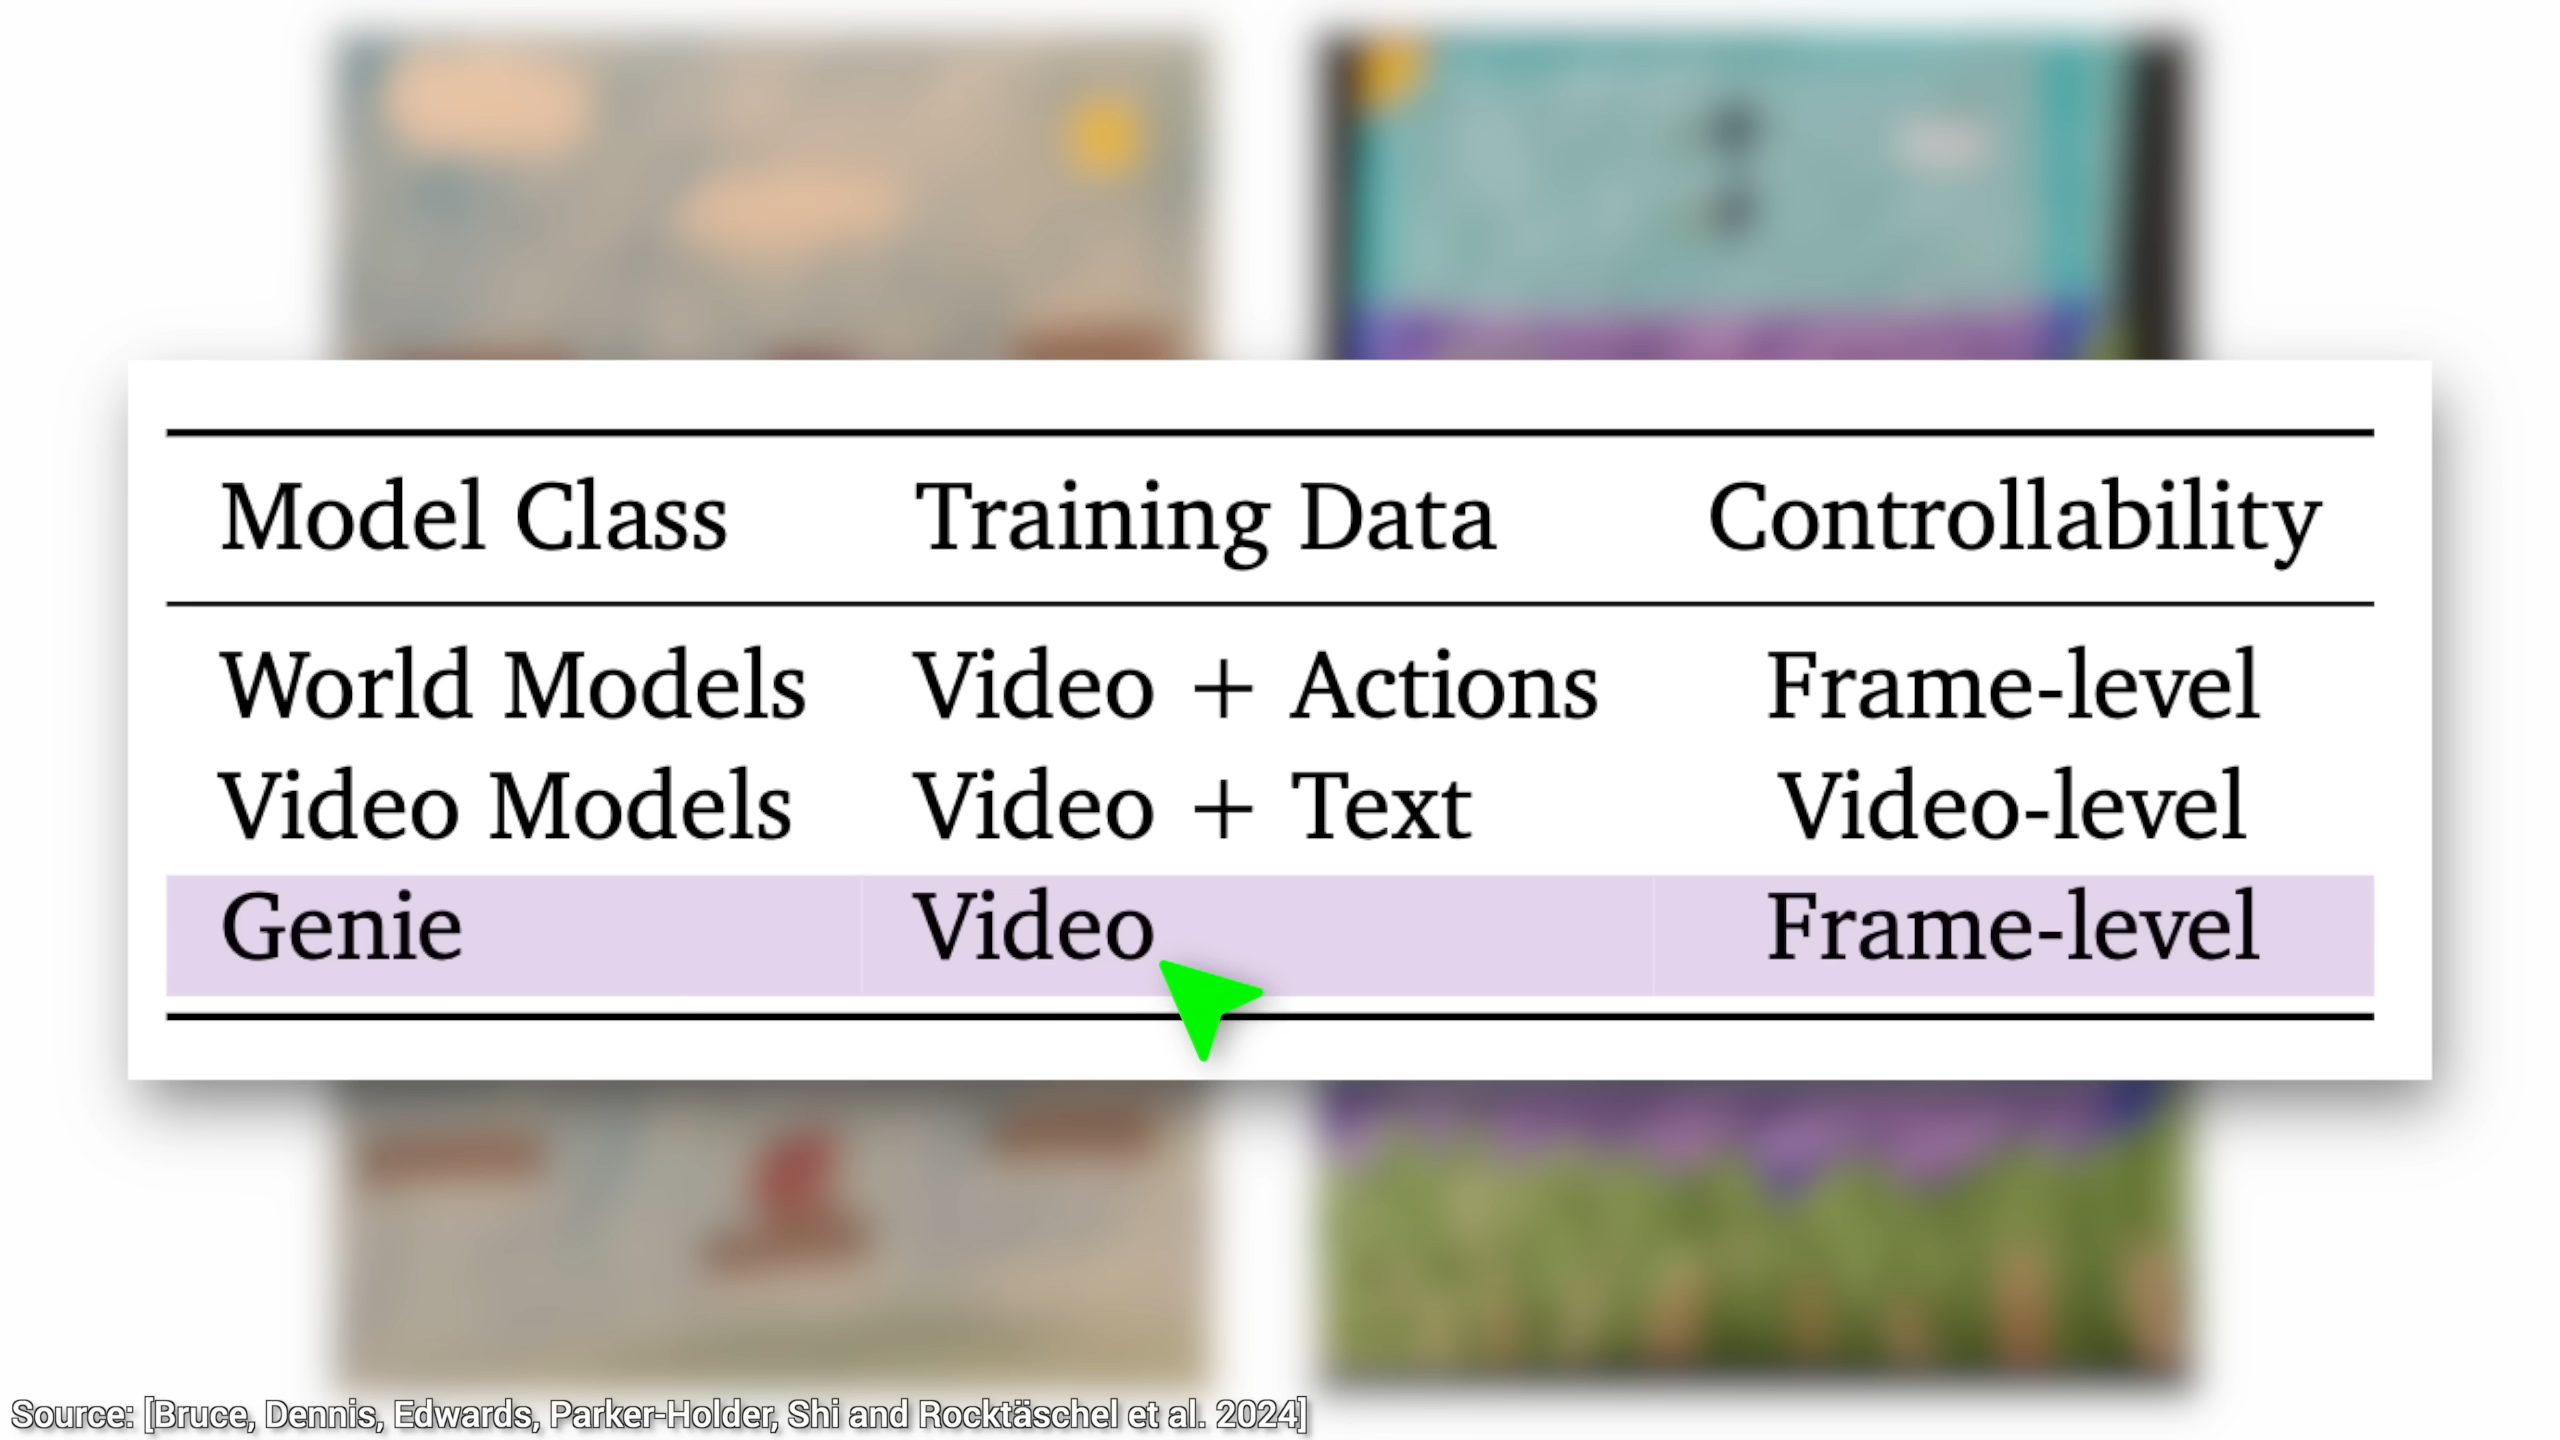 Model Class Training Data Controllability
World Models Video + Actions Frame-level
Video Models Video + Text Video-level
Genie Video Frame-level
Source: [Bruce, Dennis, Edwards, Parker-Holder, Shi and Rocktäschel et al. 2024]